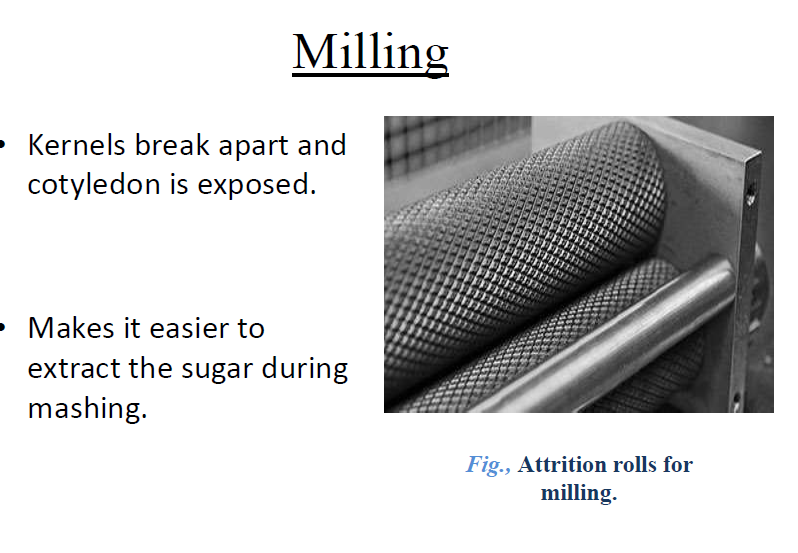 Milling
• Kernels break apart and
cotyledon is exposed.
• Makes it easier to
extract the sugar during
mashing.
Fig., Attrition rolls for
milling.